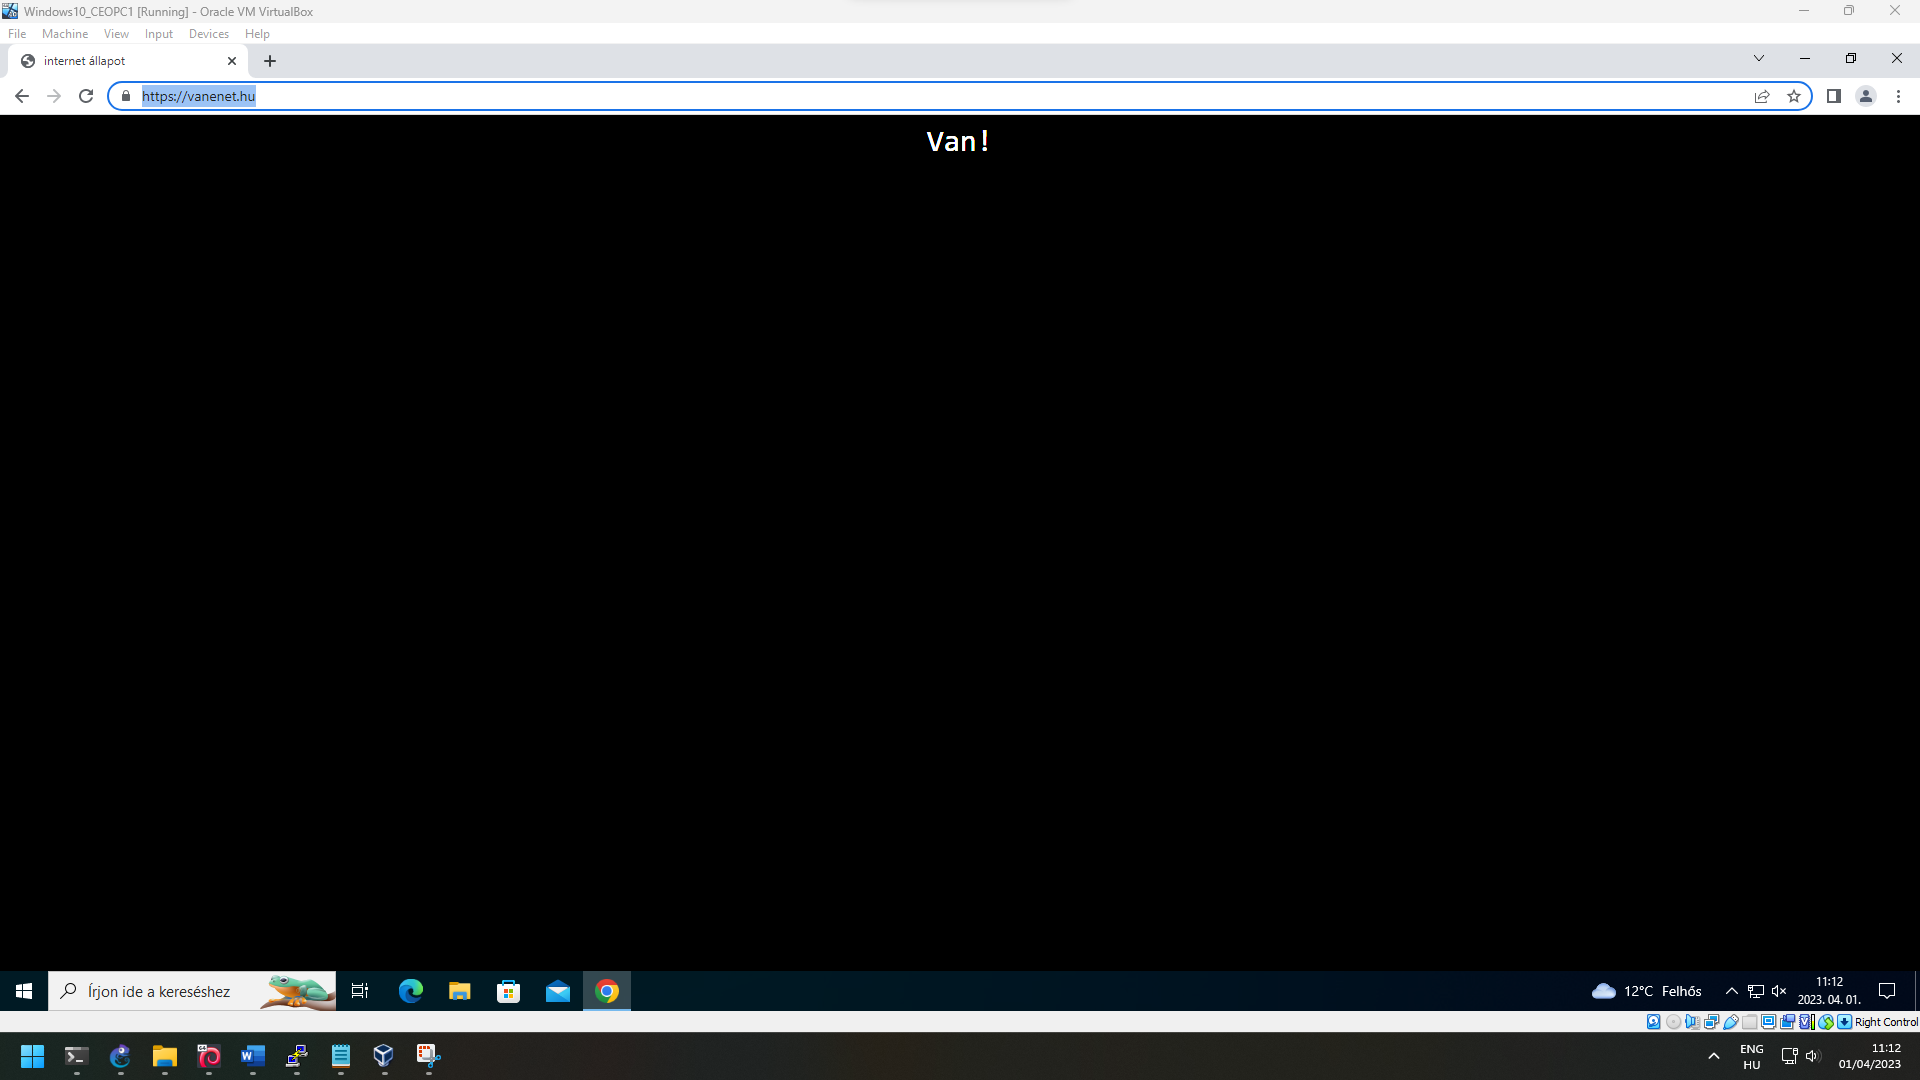 Windows10_CEOPC1 [Running] - Oracle VM VirtualBox
File Machine View Input Devices Help
internet állapot
https://vanenet.hu
Van!
Írjon ide a kereséshez
12°C Felhős
11:12
2023. 04. 01.
Right Control
ENG
HU
11:12
01/04/2023